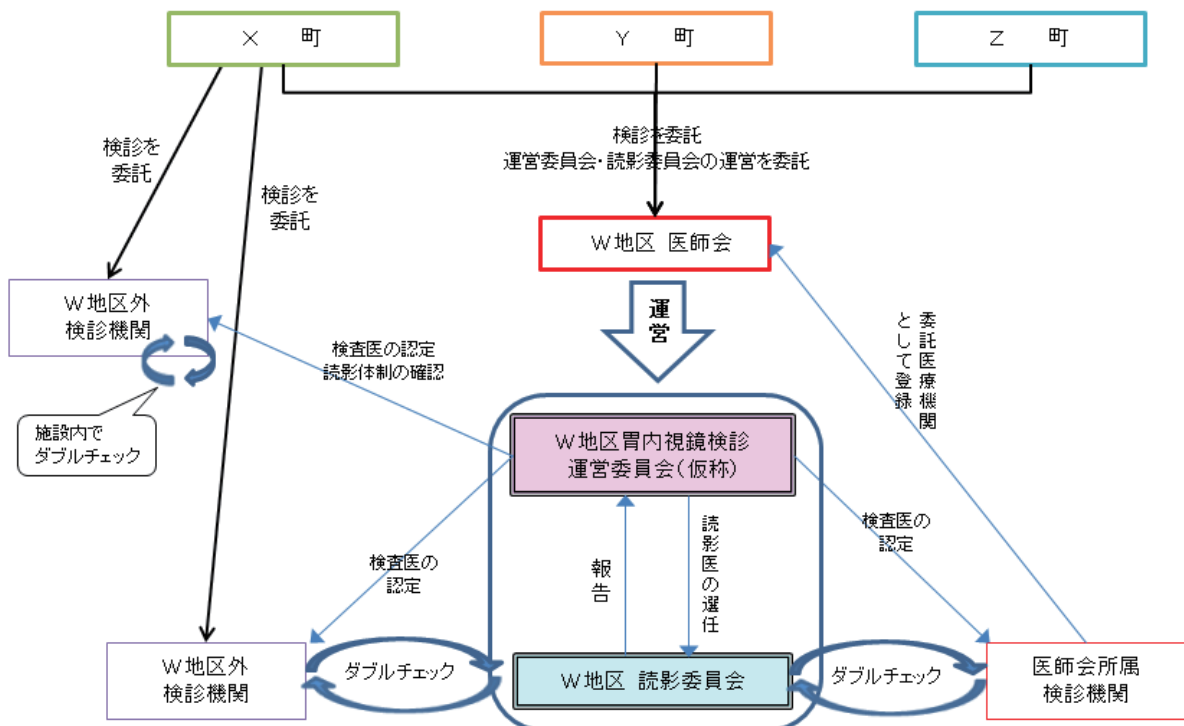 X 町
Y 町
Z 町
検診を
委託
検診を
委託
検診を委託
運営委員会・読影委員会の運営を委託
W地区 医師会
運営
W地区外
検診機関
検査医の認定
読影体制の確認
委託医療機関
として登録
施設内で
ダブルチェック
W地区胃内視鏡検診
運営委員会(仮称)
検査医の
認定
報告
読影医の選任
検査医の
認定
W地区外
検診機関
ダブルチェック
W地区 読影委員会
ダブルチェック
医師会所属
検診機関